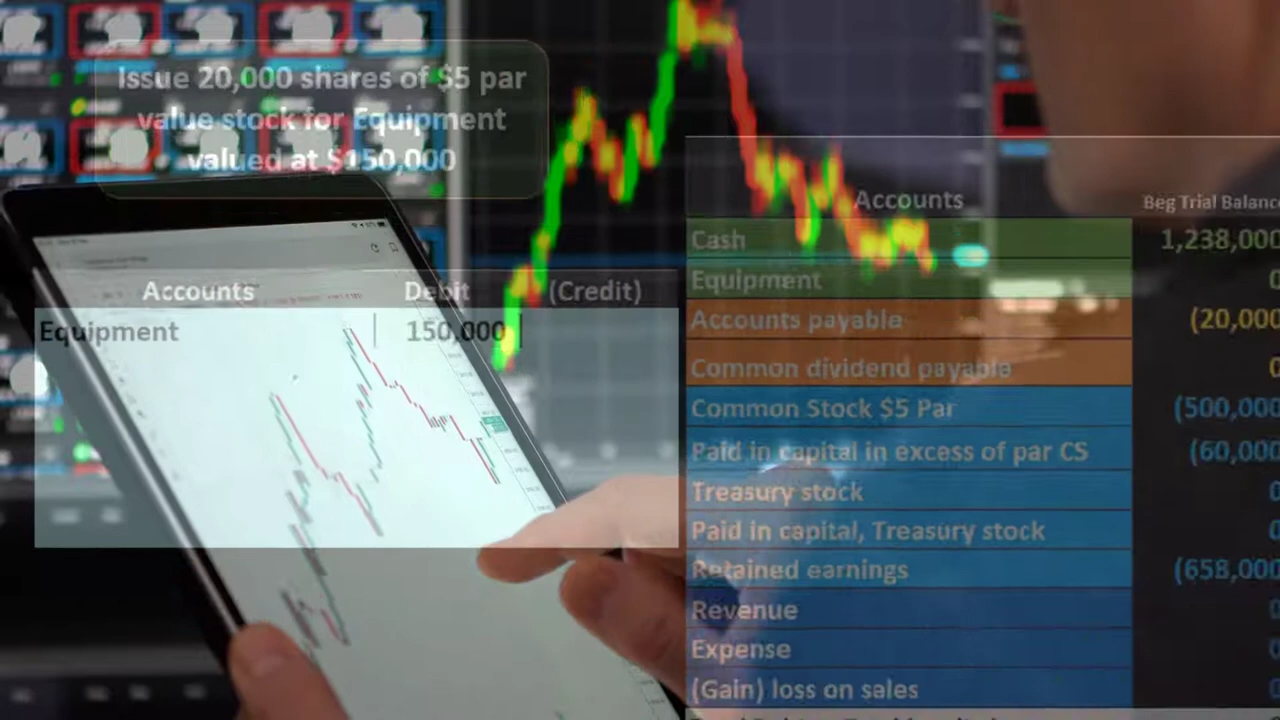 Issue 20,000 shares of $5 par
value stock for Equipment
valued at $150,000
Accounts Debit (Credit)
Equipment 150,000
Accounts Beg Trial Balance
Cash 1,238,000
Equipment 0
Accounts payable (20,000
Common dividend payable 0
Common Stock $5 Par (500,000
Paid in capital in excess of par CS (60,000
Treasury stock 0
Paid in capital, Treasury stock 0
Retained earnings (658,000
Revenue 0
Expense 0
(Gain) loss on sales 0